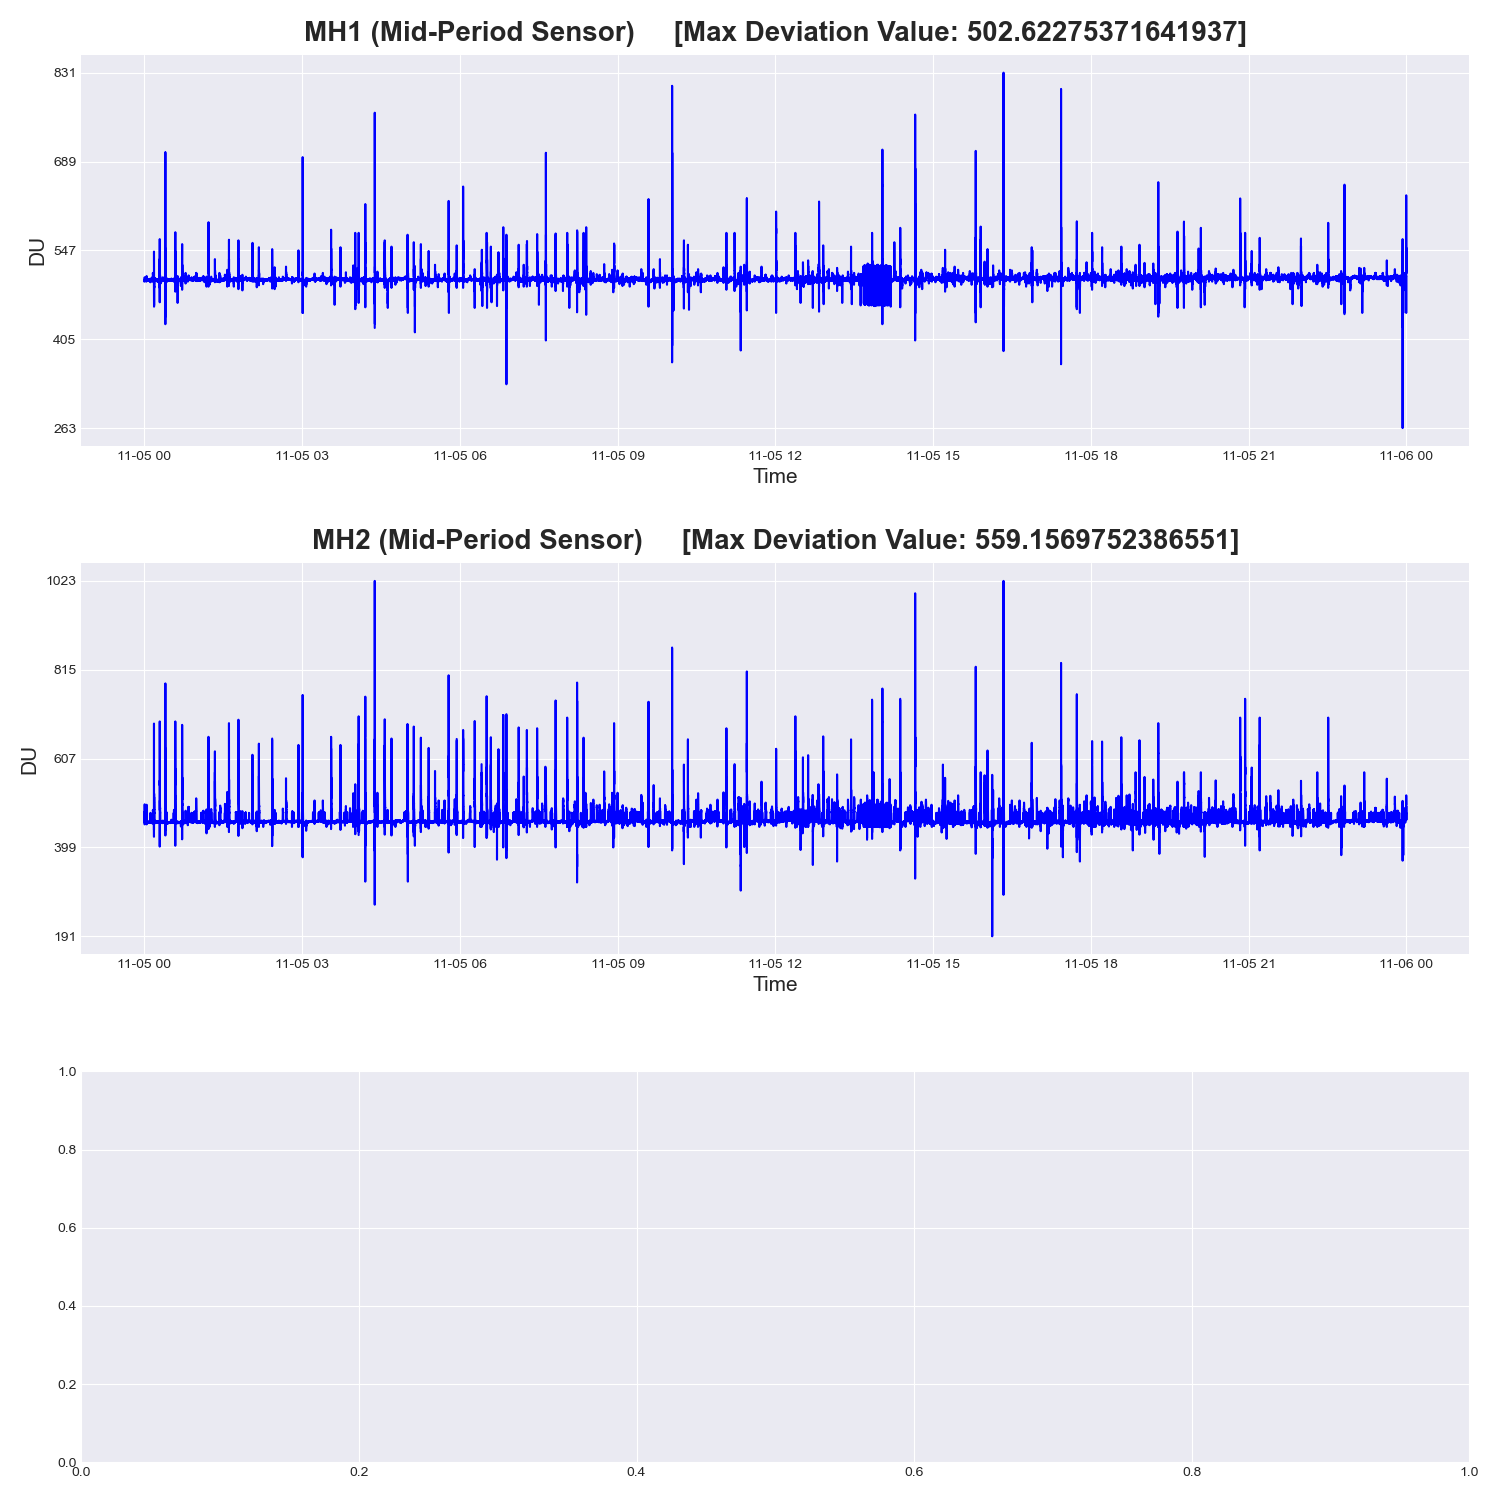 MH1 (Mid-Period Sensor) [Max Deviation Value: 502.62275371641937]
831
689
547
405
263
DU
11-05 00 11-05 03 11-05 06 11-05 09 11-05 12 11-05 15 11-05 18 11-05 21 11-06 00
Time
MH2 (Mid-Period Sensor) [Max Deviation Value: 559.1569752386551]
1023
815
607
399
191
DU
11-05 00 11-05 03 11-05 06 11-05 09 11-05 12 11-05 15 11-05 18 11-05 21 11-06 00
Time
1.0
0.8
0.6
0.4
0.2
0.0
0.0 0.2 0.4 0.6 0.8 1.0